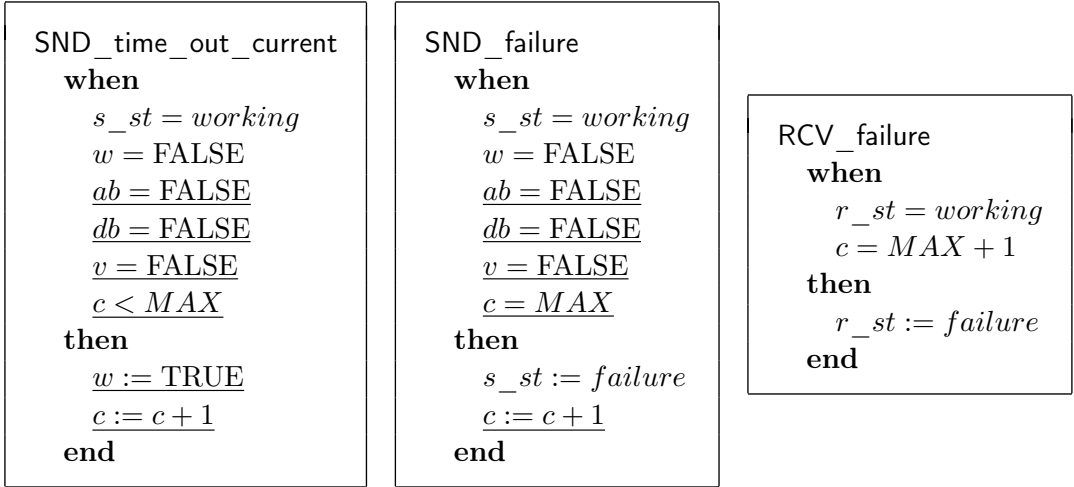 SND_time_out_current
when
s_st = working
w = FALSE
ab = FALSE
db = FALSE
v = FALSE
c < MAX
then
w := TRUE
c := c + 1
end
SND_failure
when
s_st = working
w = FALSE
ab = FALSE
db = FALSE
v = FALSE
c = MAX
then
s_st := failure
c := c + 1
end
RCV_failure
when
r_st = working
c = MAX + 1
then
r_st := failure
end